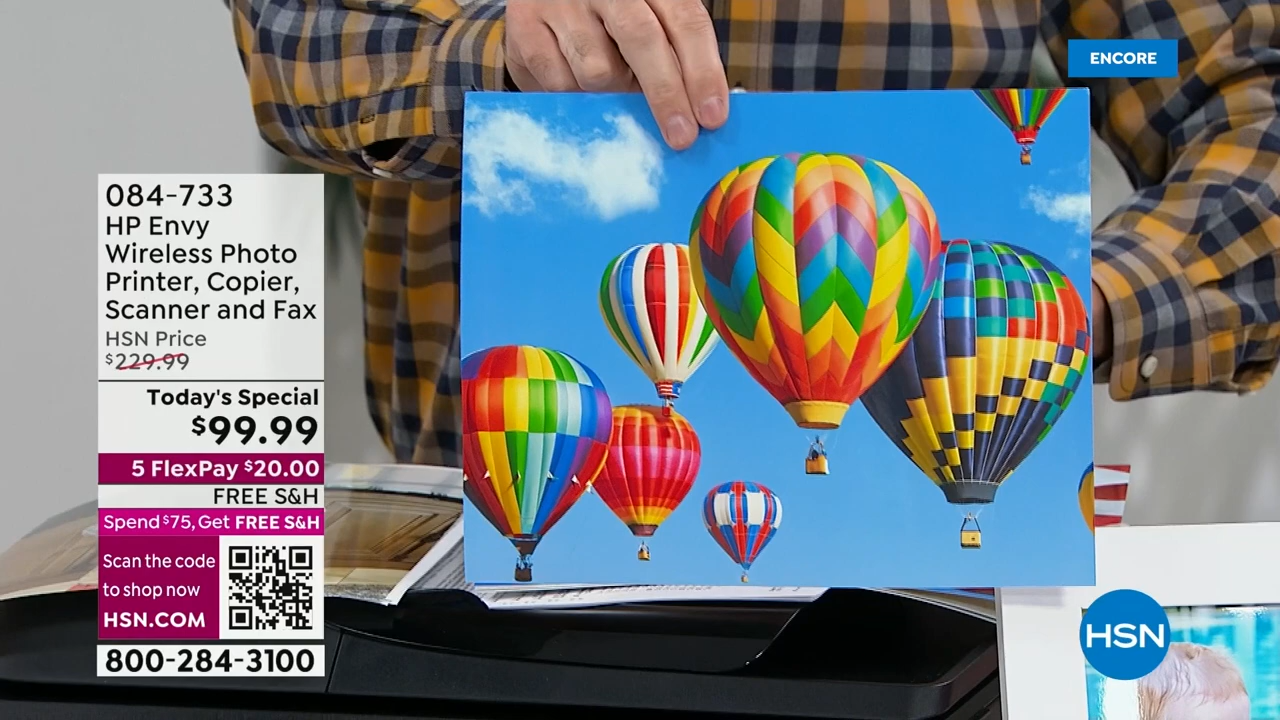 ENCORE
084-733
HP Envy
Wireless Photo
Printer, Copier,
Scanner and Fax
HSN Price
$229.99
Today's Special
$99.99
5 FlexPay $20.00
FREE S&H
Spend $75, Get FREE S&H
Scan the code
to shop now
HSN.COM
800-284-3100
HSN